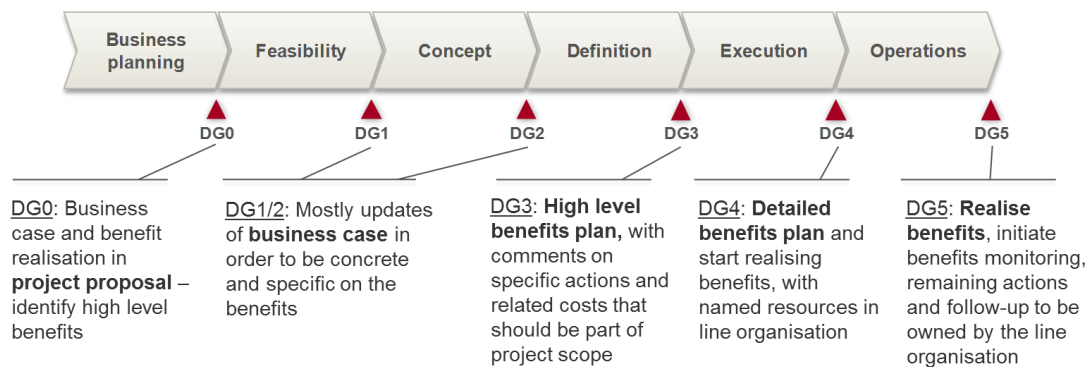 Business
planning
Feasibility
Concept
Definition
Execution
Operations
DG0
DG1
DG2
DG3
DG4
DG5
DG0: Business
case and benefit
realisation in
project proposal –
identify high level
benefits
DG1/2: Mostly updates
of business case in
order to be concrete
and specific on the
benefits
DG3: High level
benefits plan, with
comments on
specific actions and
related costs that
should be part of
project scope
DG4: Detailed
benefits plan and
start realising
benefits, with
named resources in
line organisation
DG5: Realise
benefits, initiate
benefits monitoring,
remaining actions
and follow-up to be
owned by the line
organisation